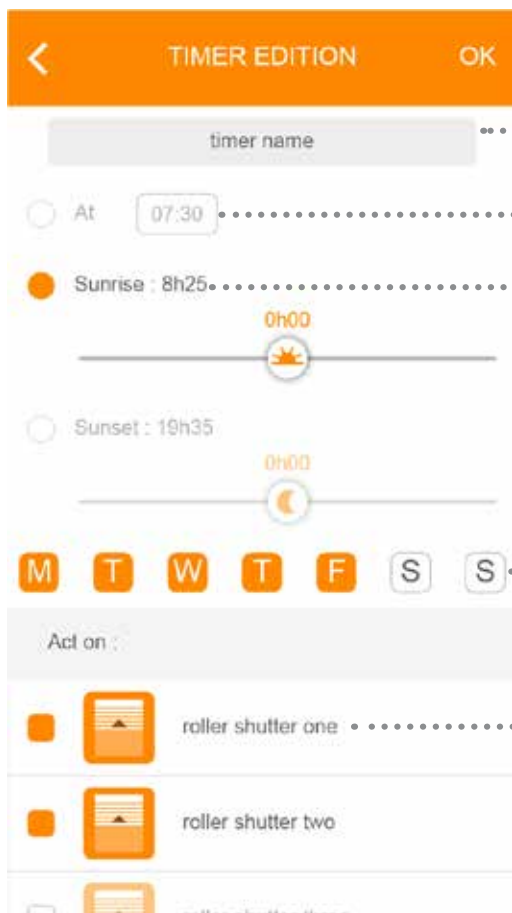 TIMER EDITION OK
timer name
At 07:30
Sunrise : 8h25
0h00
Sunset : 19h35
0h00
M T W T F S S
Act on :
roller shutter one
roller shutter two